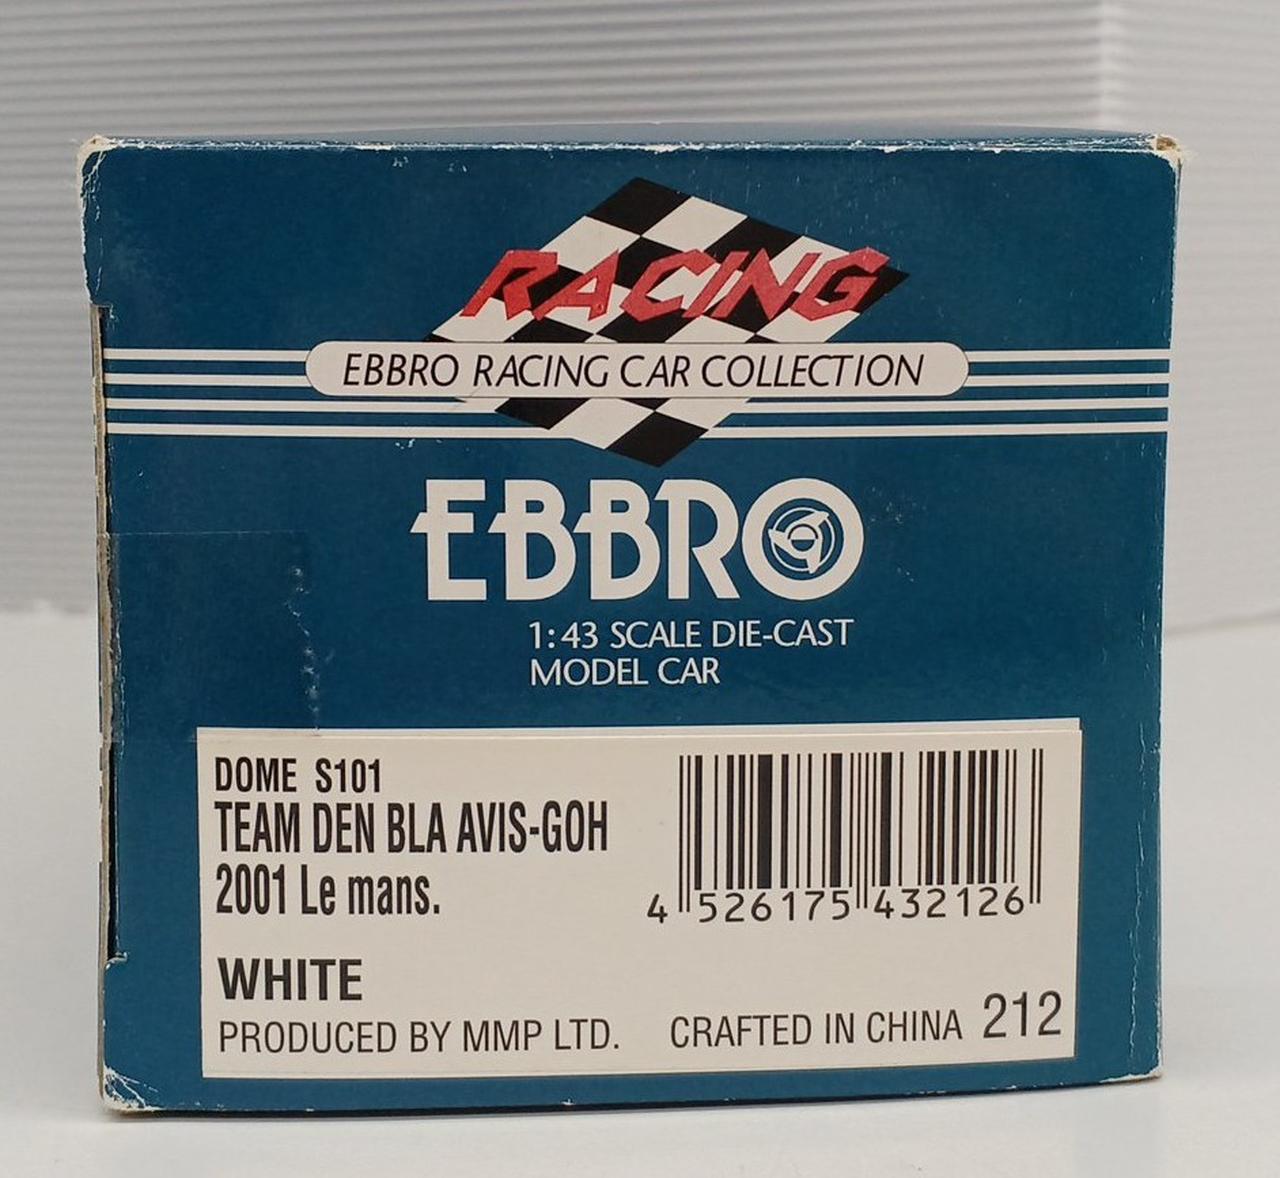 RACING
EBBRO RACING CAR COLLECTION
EBBRO
1:43 SCALE DIE-CAST
MODEL CAR
DOME S101
TEAM DEN BLA AVIS-GOH
2001 Le mans.
4 526175 432126
WHITE
PRODUCED BY MMP LTD. CRAFTED IN CHINA 212